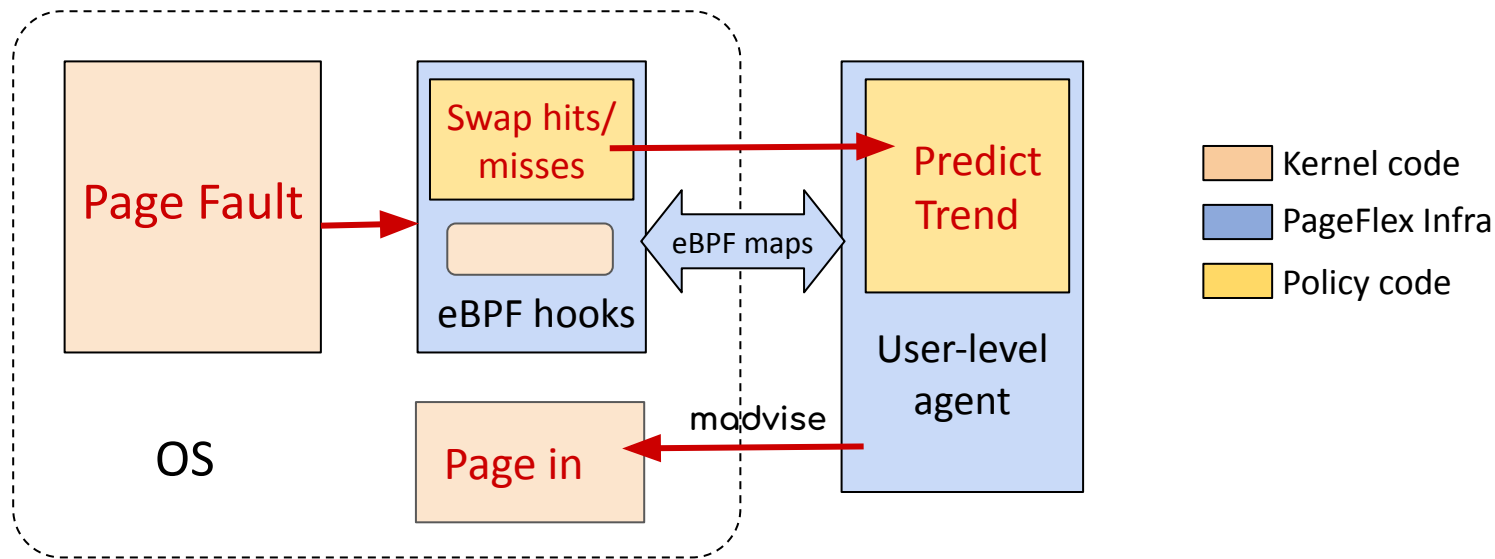 Page Fault
Swap hits/
misses
eBPF hooks
eBPF maps
Predict
Trend
User-level
agent
madvise
Page in
OS
Kernel code
PageFlex Infra
Policy code